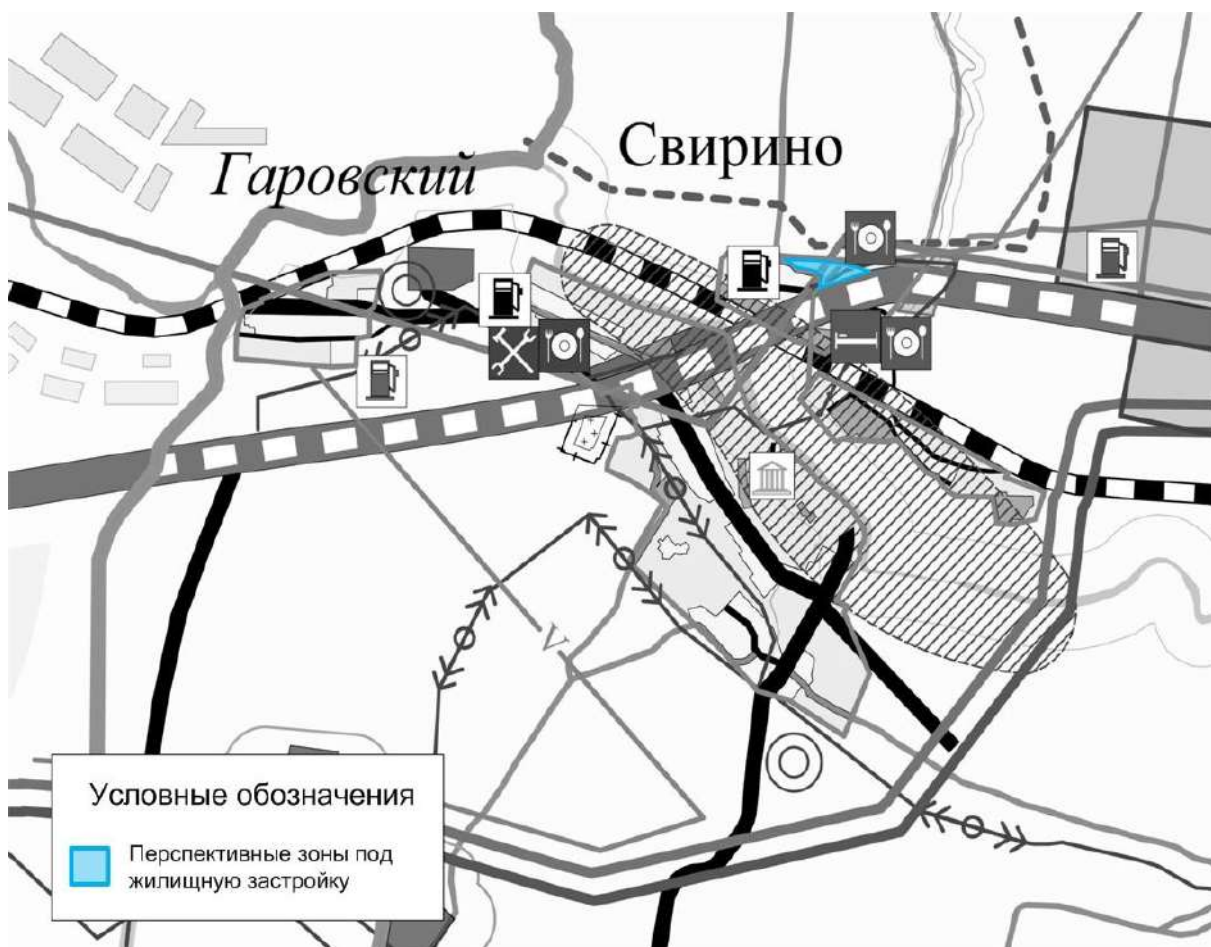 Свирино
Гаровский
V
Условные обозначения
Перспективные зоны под
жилищную застройку